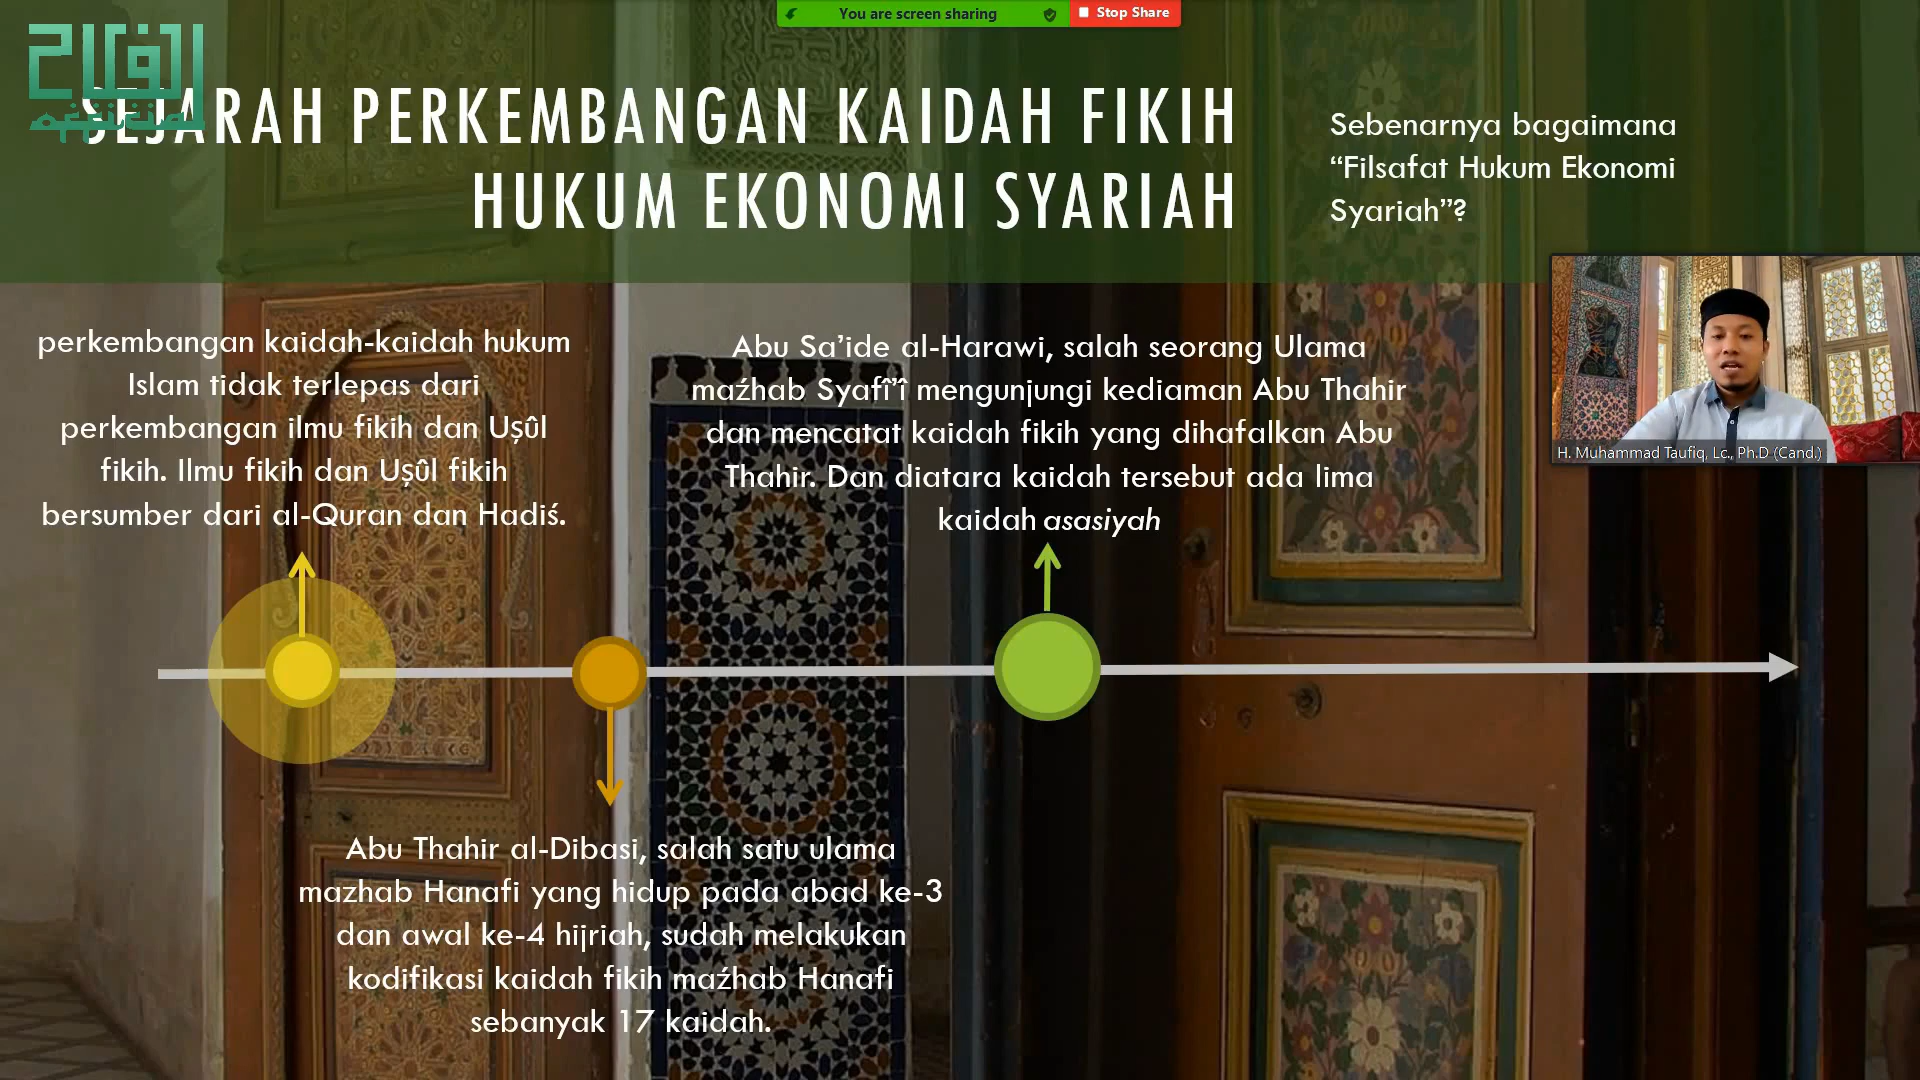 You are screen sharing
Stop Share
الفلاح
official
SEJARAH PERKEMBANGAN KAIDAH FIKIH
HUKUM EKONOMI SYARIAH
Sebenarnya bagaimana
“Filsafat Hukum Ekonomi
Syariah”?
H. Muhammad Taufiq, Lc., Ph.D (Cand.)
perkembangan kaidah-kaidah hukum
Islam tidak terlepas dari
perkembangan ilmu fikih dan Uṣûl
fikih. Ilmu fikih dan Uṣûl fikih
bersumber dari al-Quran dan Hadiś.
Abu Thahir al-Dibasi, salah satu ulama
mazhab Hanafi yang hidup pada abad ke-3
dan awal ke-4 hijriah, sudah melakukan
kodifikasi kaidah fikih maźhab Hanafi
sebanyak 17 kaidah.
Abu Sa’ide al-Harawi, salah seorang Ulama
maźhab Syafî’î mengunjungi kediaman Abu Thahir
dan mencatat kaidah fikih yang dihafalkan Abu
Thahir. Dan diatara kaidah tersebut ada lima
kaidah asasiyah